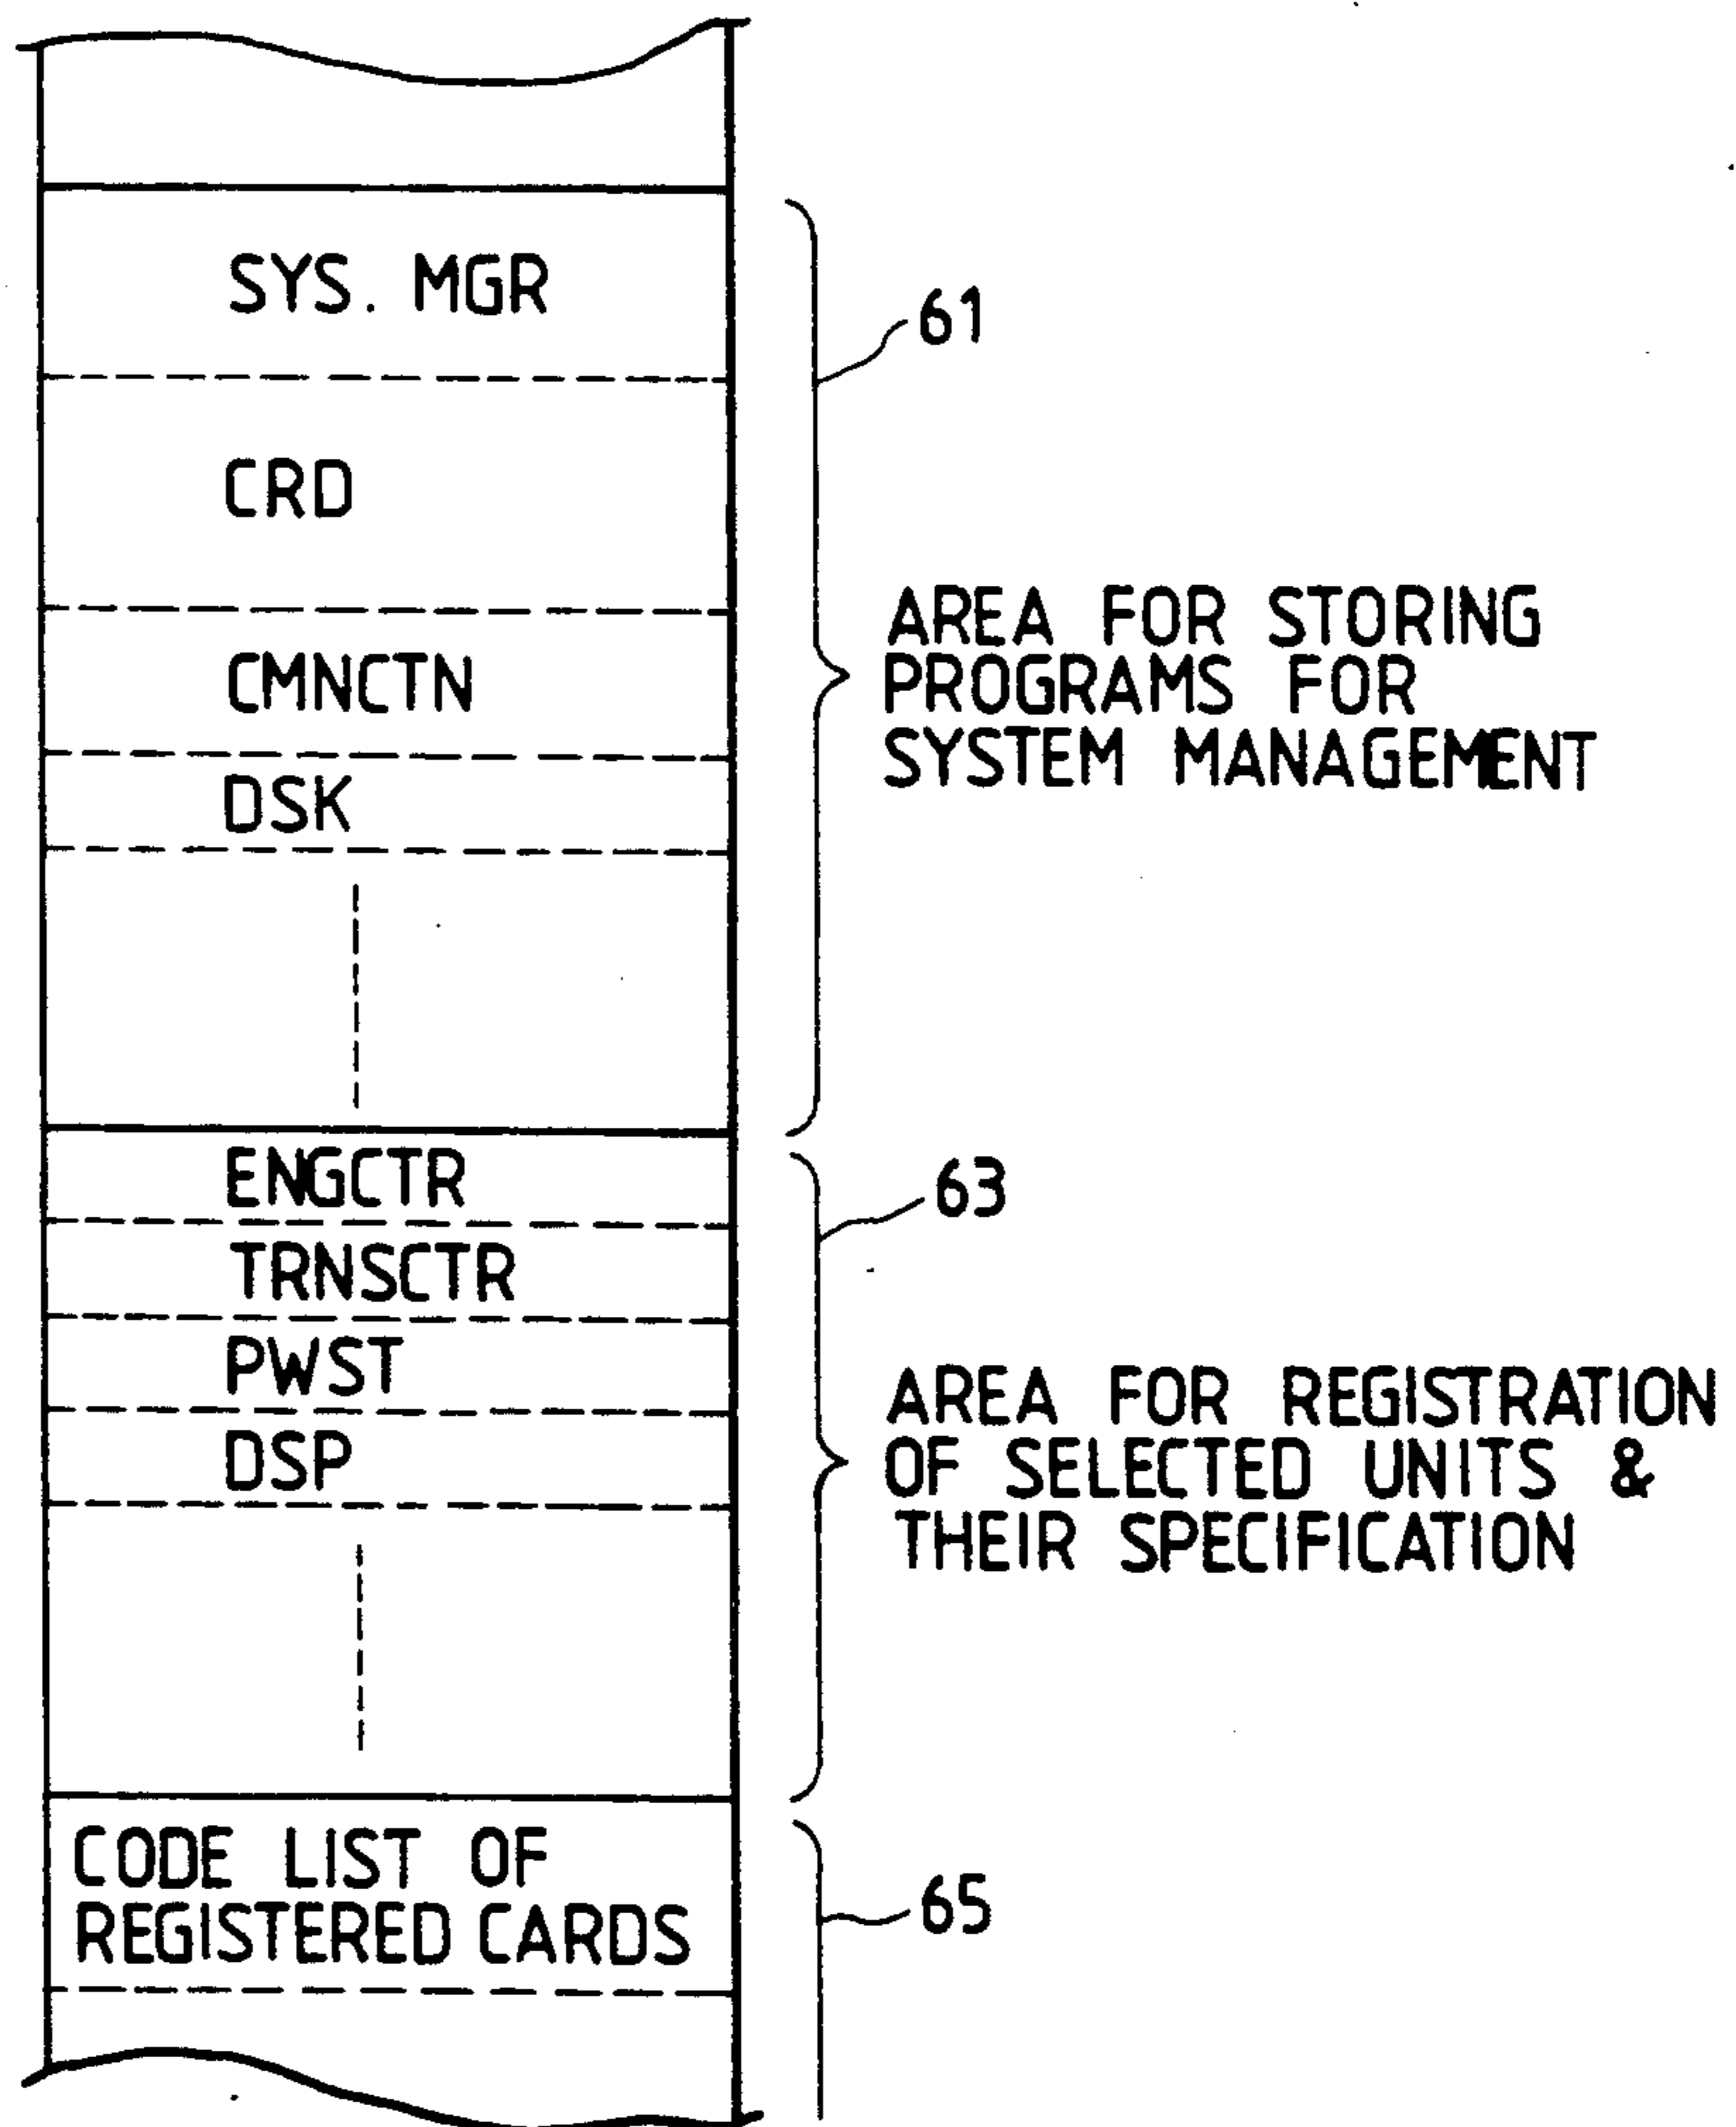 SYS. MGR
61
CRD
CMNCTN
DSK
AREA FOR STORING
PROGRAMS FOR
SYSTEM MANAGEMENT
ENGCTR
63
TRNSCTR
PWST
DSP
AREA FOR REGISTRATION
OF SELECTED UNITS &
THEIR SPECIFICATION
CODE LIST OF
REGISTERED CARDS
65